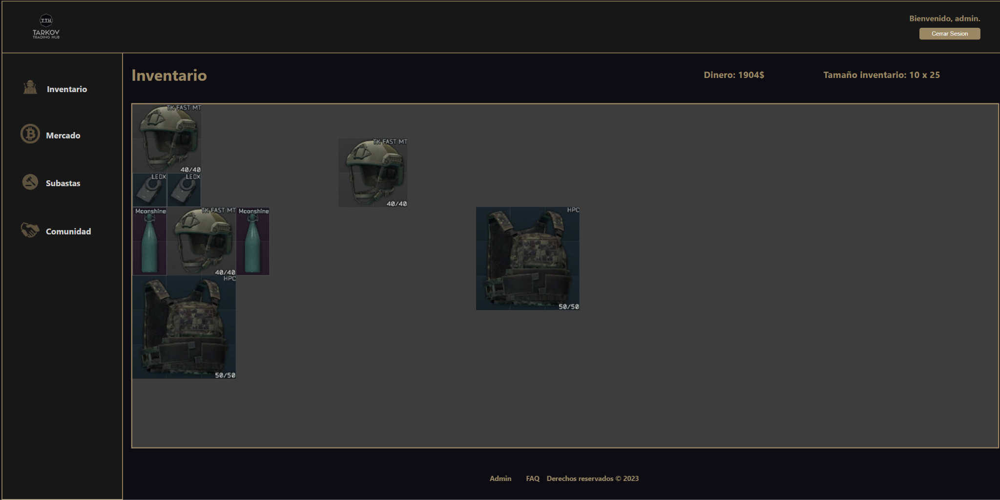 TTH
TARKOV
TRADING HUB
Bienvenido, admin.
Cerrar Sesion
Inventario
Mercado
Subastas
Comunidad
Inventario
Dinero: 1904$
Tamaño inventario: 10 x 25
TK FAST MT
40/40
TK FAST MT
40/40
LEDX
LEDX
Moonshine
TK FAST MT
40/40
Moonshine
HPC
50/50
HPC
50/50
Admin
FAQ
Derechos reservados © 2023